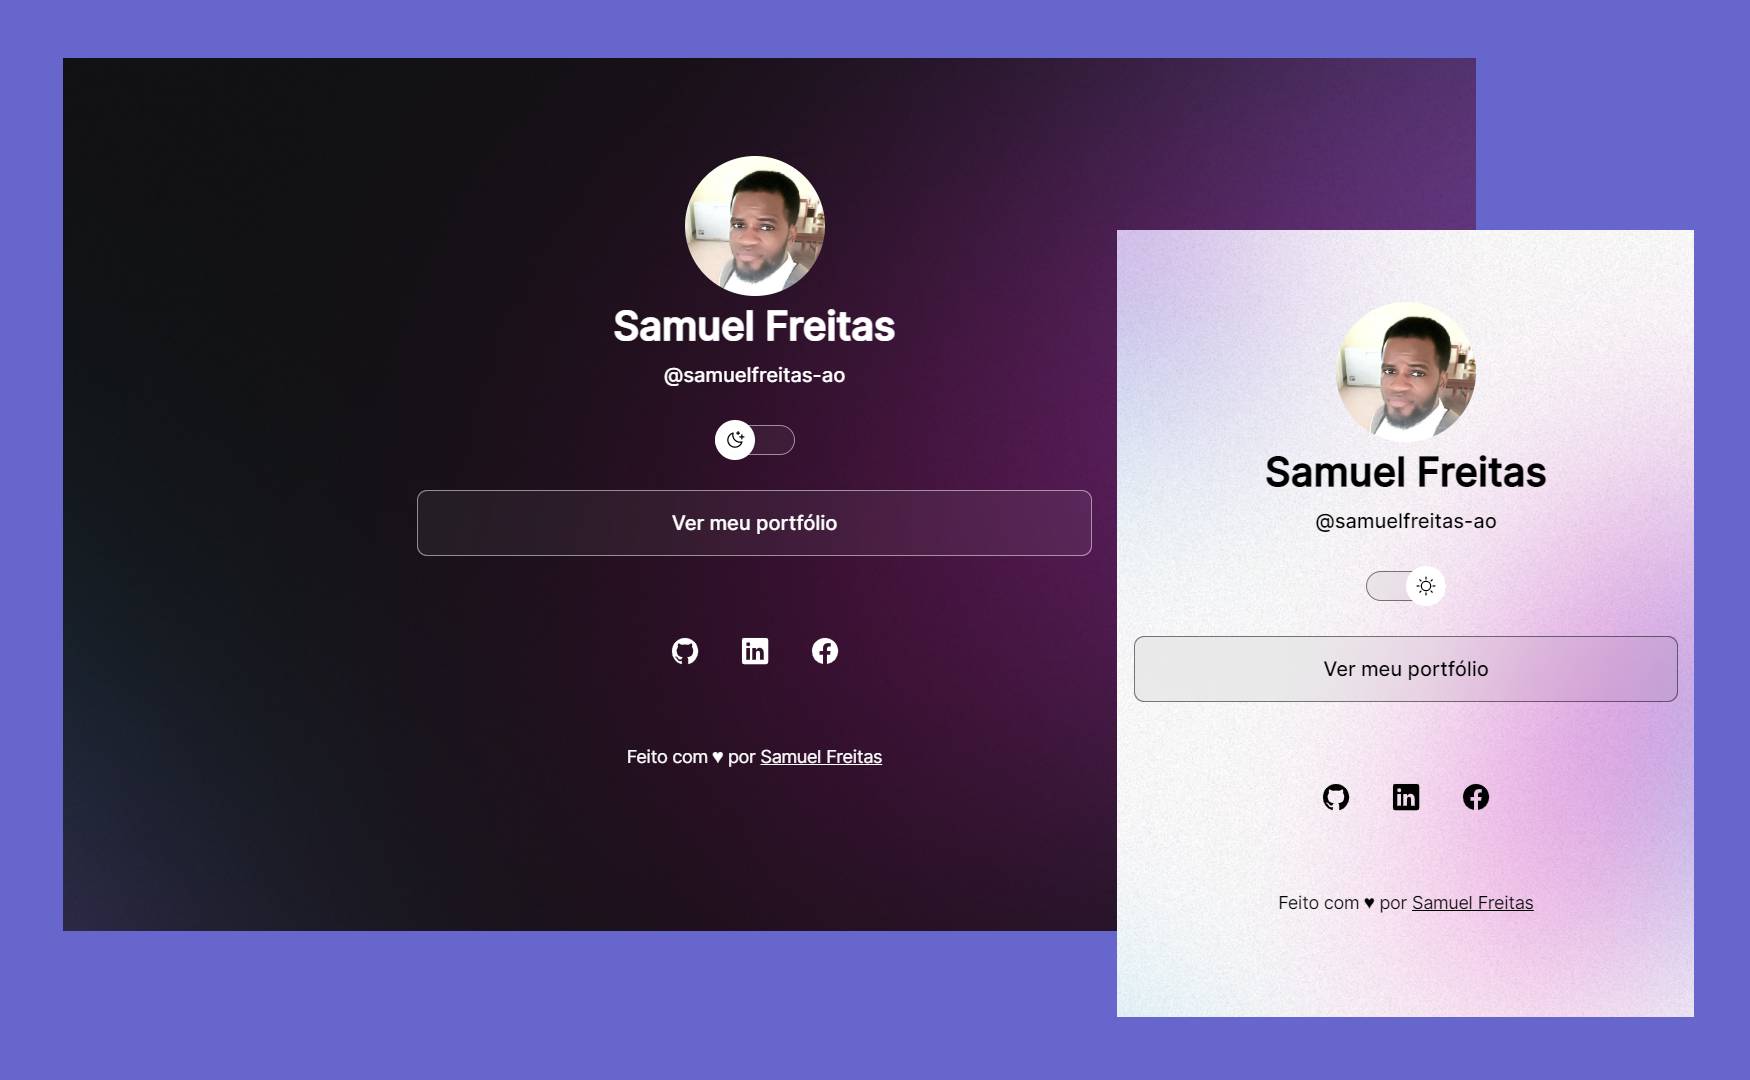 Samuel Freitas
@samuelfreitas-ao
Ver meu portfólio
Feito com ♥ por Samuel Freitas
Samuel Freitas
@samuelfreitas-ao
Ver meu portfólio
Feito com ♥ por Samuel Freitas